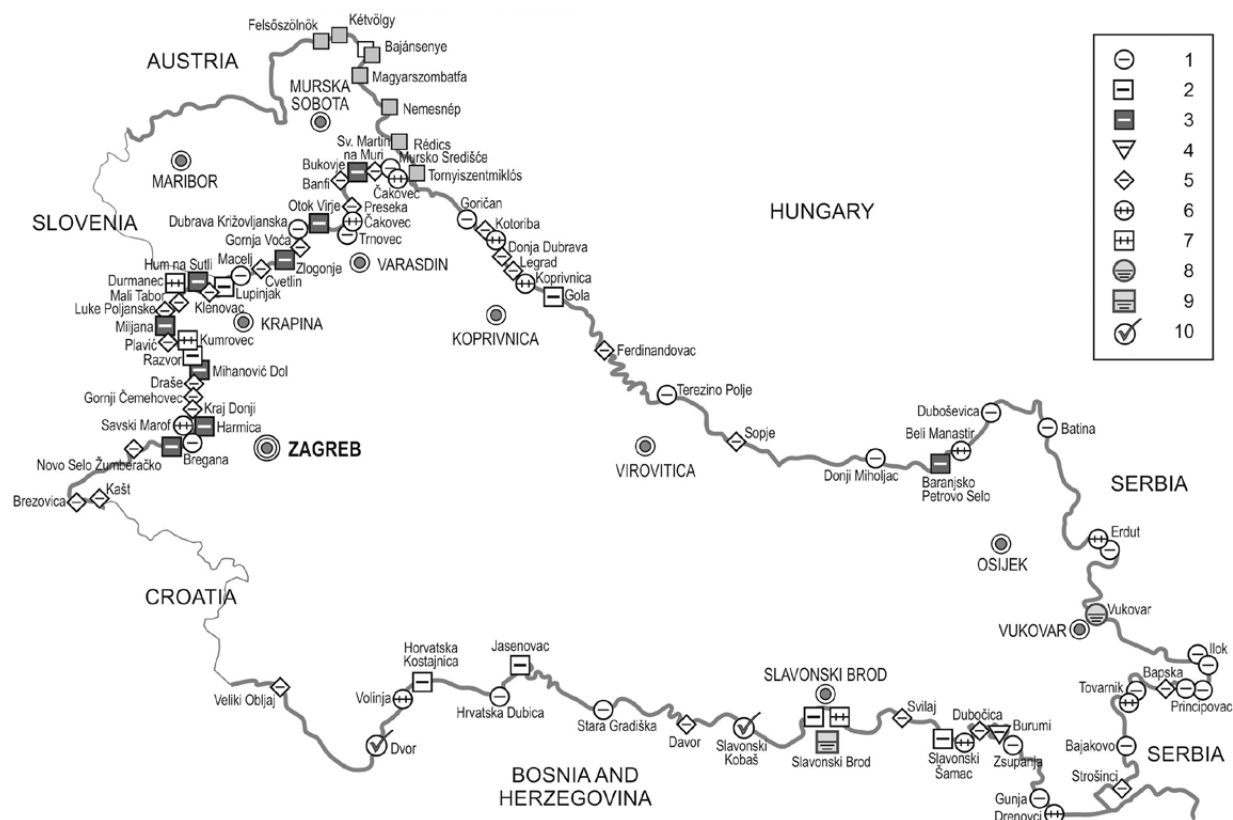 Felsőszölnök
Kétvölgy
Bajánsenye
AUSTRIA
Magyarszombatfa
MURSKA
SOBOTA
Nemesnép
Sv. Martin
na Muri
Rédics
Mursko Središće
Tornyiszentmiklós
MARIBOR
Bukovje
Banfi
Čakovec
SLOVENIA
Otok Virje
Preseka
Dubrava Križovljanska
Čakovec
Trnovec
Goričan
Kotoriba
HUNGARY
Gornja Voća
Donja Dubrava
Macelj
Legrad
Hum na Sutli
Zlogonje
VARASDIN
Cvetlin
Koprivnica
Durmanec
Lupinjak
Gola
Mali Tabor
Klenovac
Luke Poljanske
KRAPINA
KOPRIVNICA
Miljana
Plavić
Kumrovec
Razvor
Ferdinandovac
Mihanović Dol
Draše
Gornji Čemehovec
Terezino Polje
Kraj Donji
Savski Marof
Harmica
Duboševica
Batina
Beli Manastir
Sopje
Bregana
ZAGREB
Novo Selo Žumberačko
VIROVITICA
Donji Miholjac
Baranjsko
Petrovo Selo
SERBIA
Brezovica
Kašt
Erdut
OSIJEK
CROATIA
Vukovar
VUKOVAR
Ilok
Horvatska
Kostajnica
Jasenovac
SLAVONSKI BROD
Bapska
Tovarnik
Veliki Obljaj
Volinja
Hrvatska Dubica
Principovac
Stara Gradiška
Svilaj
Dubočica
Burumi
Davor
Dvor
Slavonski
Kobaš
Slavonski Brod
Slavonski
Šamac
Zsupanja
Bajakovo
SERBIA
BOSNIA AND
HERZEGOVINA
Strošinci
Gunja
Drenovci
1
2
3
4
5
6
7
8
9
10